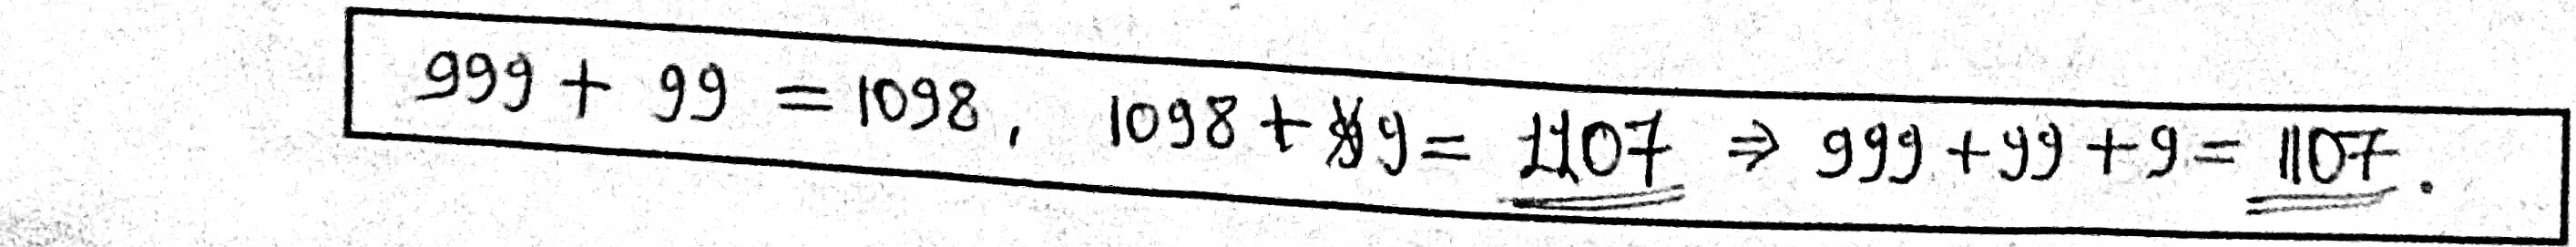 999 + 99 = 1098, 1098 + 9 = 1107 ⇒ 999 + 99 + 9 = 1107.